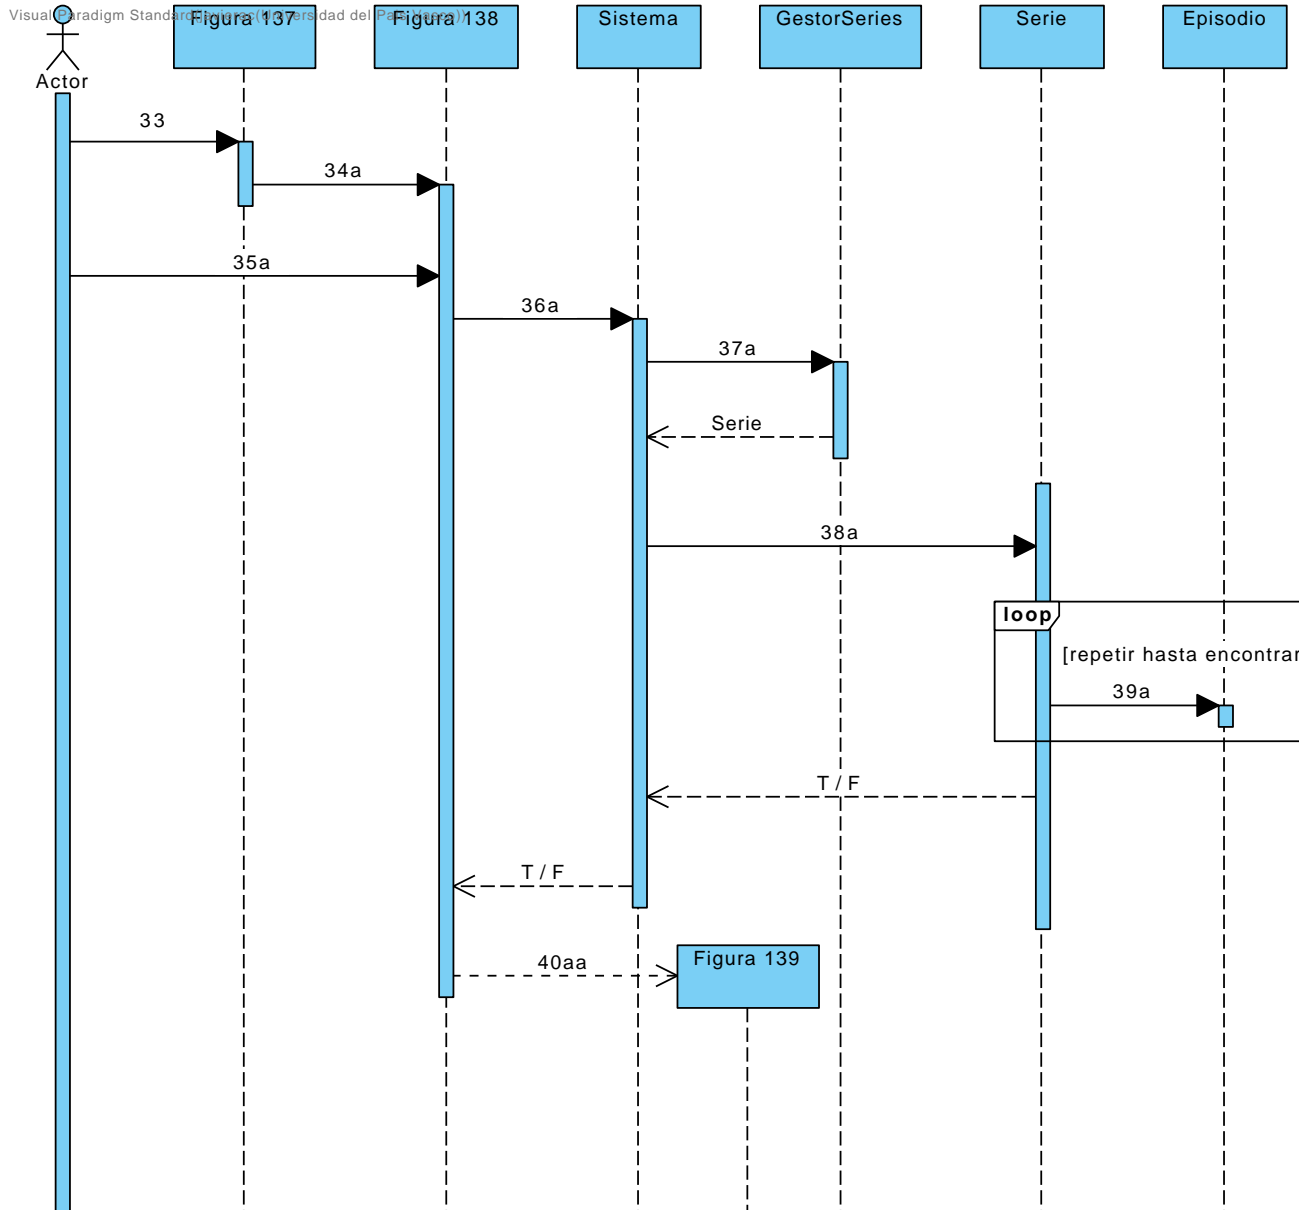 Visual Paradigm Standard
Figura 137
Figura 138
Sistema
GestorSeries
Serie
Episodio
Actor
33
34a
35a
36a
37a
Serie
38a
loop
[repetir hasta encontrar
39a
T / F
T / F
40aa
Figura 139